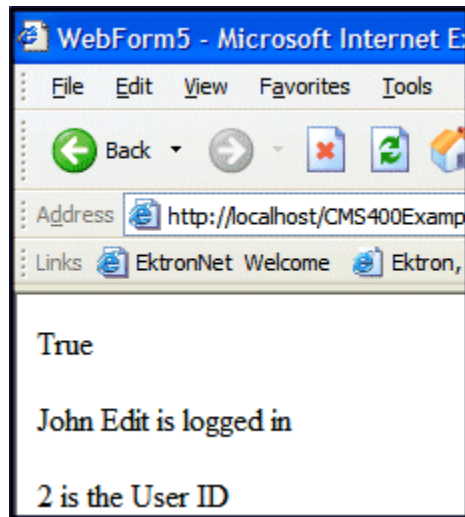 WebForm5 - Microsoft Internet
File Edit View Favorites Tools
Back
Address http://localhost/CMS400Examp
Links EktronNet Welcome Ektron,
True
John Edit is logged in
2 is the User ID